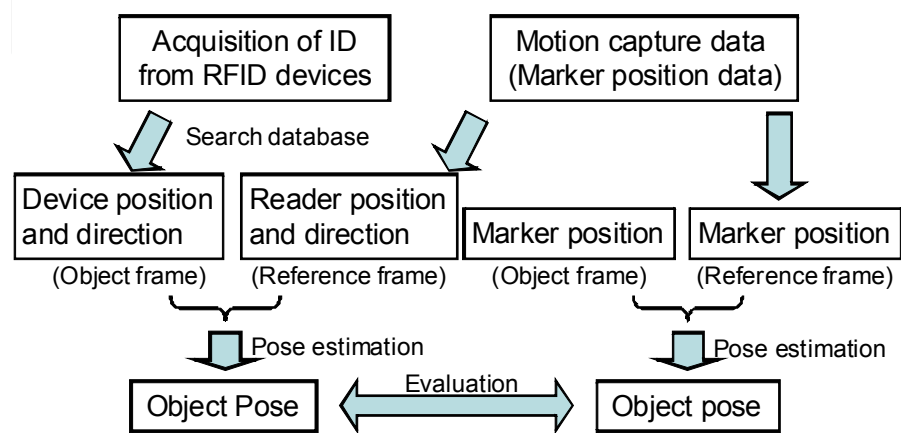 Acquisition of ID
from RFID devices
Motion capture data
(Marker position data)
Search database
Device position
and direction
Reader position
and direction
Marker position
Marker position
(Object frame)
(Reference frame)
(Object frame)
(Reference frame)
Pose estimation
Pose estimation
Evaluation
Object Pose
Object pose